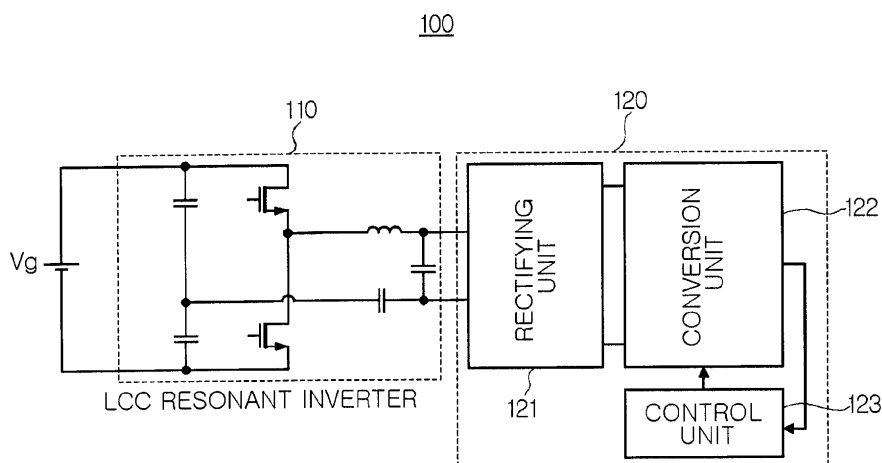 100
110
120
Vg
RECTIFYING
UNIT
CONVERSION
UNIT
122
121
CONTROL
UNIT
123
LCC RESONANT INVERTER